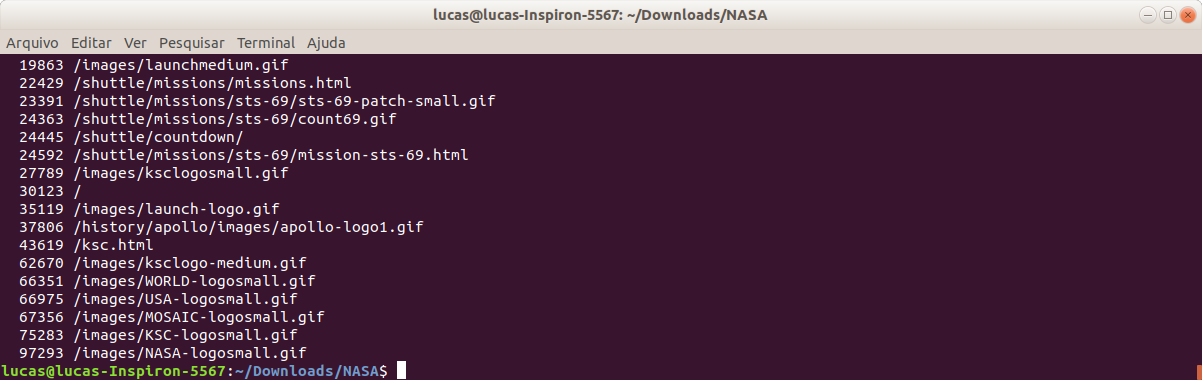 lucas@lucas-Inspiron-5567: ~/Downloads/NASA
Arquivo Editar Ver Pesquisar Terminal Ajuda
19863 /images/launchmedium.gif
22429 /shuttle/missions/missions.html
23391 /shuttle/missions/sts-69/sts-69-patch-small.gif
24363 /shuttle/missions/sts-69/count69.gif
24445 /shuttle/countdown/
24592 /shuttle/missions/sts-69/mission-sts-69.html
27789 /images/ksclogosmall.gif
30123 /
35119 /images/launch-logo.gif
37806 /history/apollo/images/apollo-logo1.gif
43619 /ksc.html
62670 /images/ksclogo-medium.gif
66351 /images/WORLD-logosmall.gif
66975 /images/USA-logosmall.gif
67356 /images/MOSAIC-logosmall.gif
75283 /images/KSC-logosmall.gif
97293 /images/NASA-logosmall.gif
lucas@lucas-Inspiron-5567:~/Downloads/NASA$